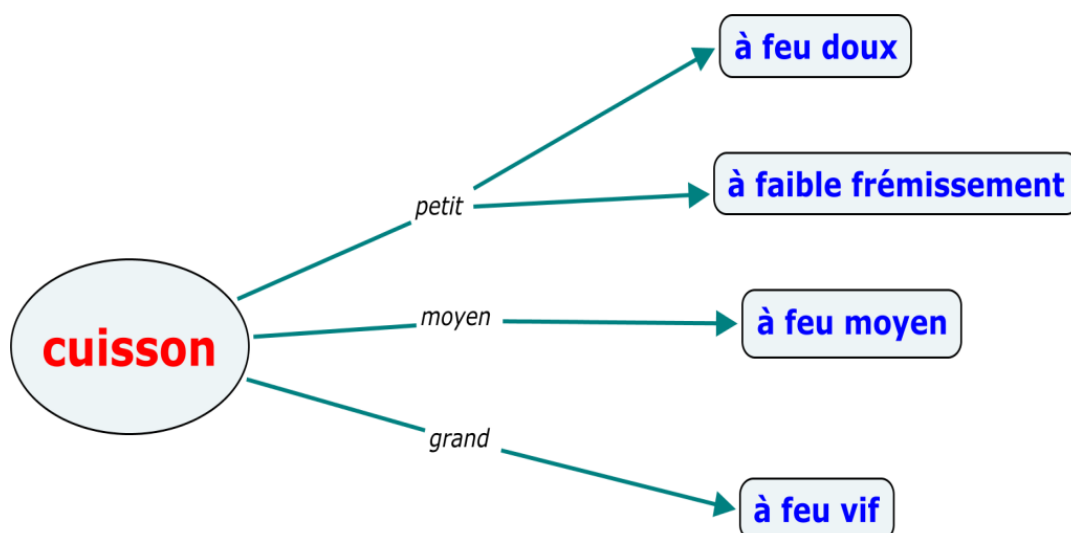 à feu doux
à faible frémissement
petit
cuisson
moyen
à feu moyen
grand
à feu vif